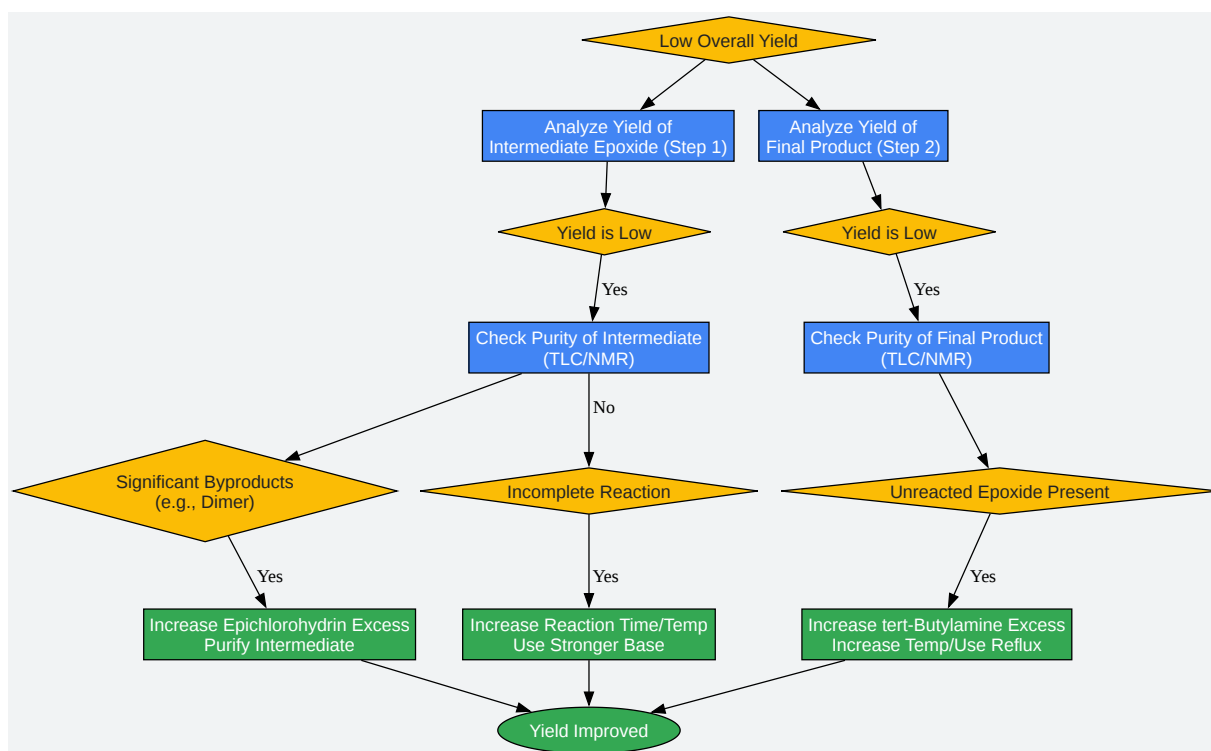 Low Overall Yield
Analyze Yield of
Intermediate Epoxide (Step 1)
Analyze Yield of
Final Product (Step 2)
Yield is Low
Yield is Low
Yes
Yes
Check Purity of Intermediate
(TLC/NMR)
Check Purity of Final Product
(TLC/NMR)
No
Significant Byproducts
(e.g., Dimer)
Incomplete Reaction
Unreacted Epoxide Present
Yes
Yes
Yes
Increase Epichlorohydrin Excess
Purify Intermediate
Increase Reaction Time/Temp
Use Stronger Base
Increase tert-Butylamine Excess
Increase Temp/Use Reflux
Yield Improved